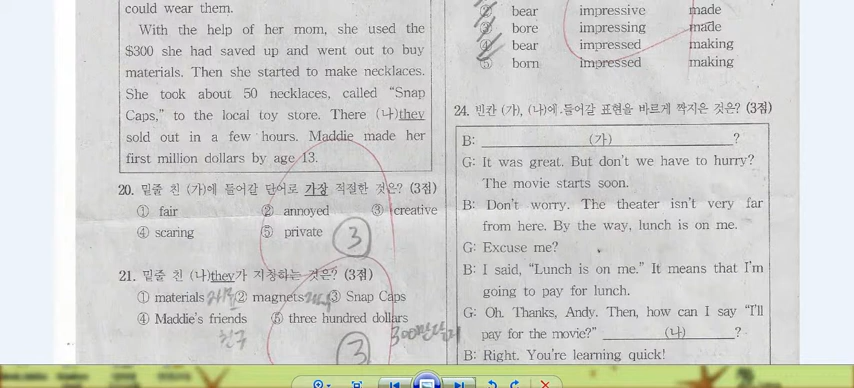 could wear them.
With the help of her mom, she used the
$300 she had saved up and went out to buy
materials. Then she started to make necklaces.
She took about 50 necklaces, called “Snap
Caps,” to the local toy store. There (나)they
sold out in a few hours. Maddie made her
first million dollars by age 13.
20. 밑줄 친 (가)에 들어갈 단어로 가장 적절한 것은? (3점)
① fair ② annoyed ③ creative
④ scaring ⑤ private
3
21. 밑줄 친 (나)they가 지칭하는 것은? (3점)
① materials ② magnets ③ Snap Caps
④ Maddie's friends ⑤ three hundred dollars
친구
3
② bear impressive made
③ bore impressing made
④ bear impressed making
⑤ born impressed making
24. 빈칸 (가), (나)에 들어갈 표현을 바르게 짝지은 것은? (3점)
B: (가) ?
G: It was great. But don't we have to hurry?
The movie starts soon.
B: Don't worry. The theater isn't very far
from here. By the way, lunch is on me.
G: Excuse me?
B: I said, “Lunch is on me.” It means that I'm
going to pay for lunch.
G: Oh. Thanks, Andy. Then, how can I say “I'll
pay for the movie?” (나) ?
B: Right. You're learning quick!